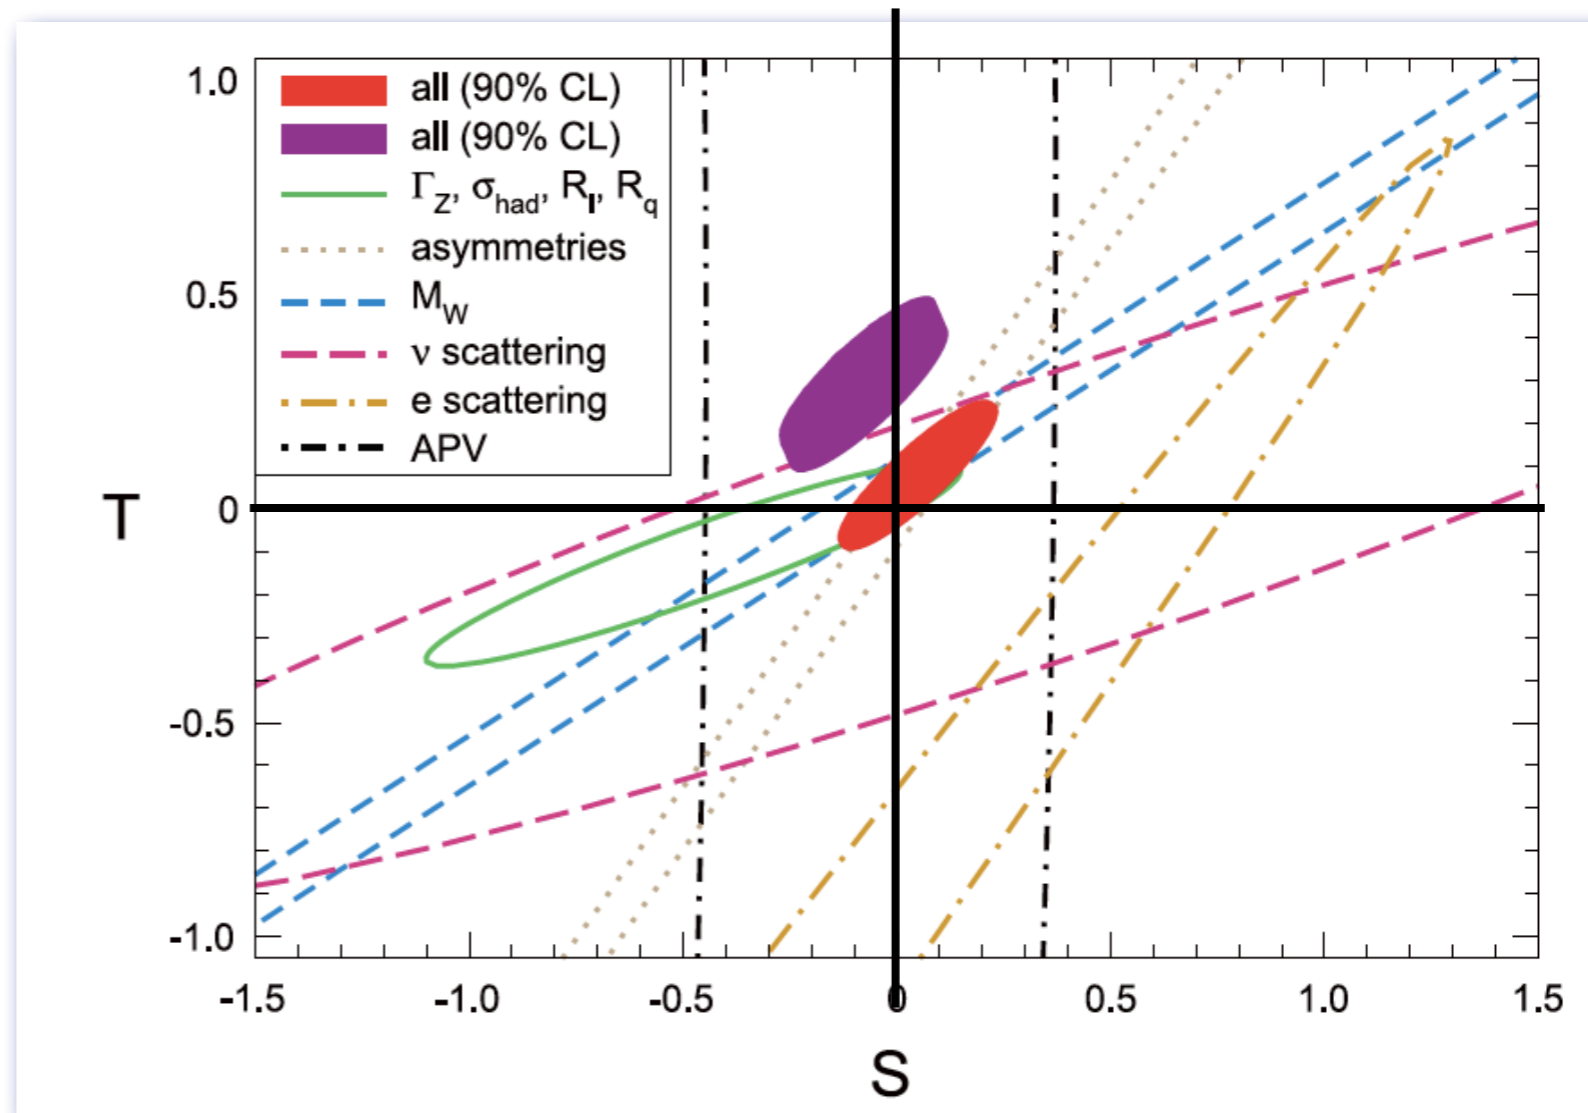 all (90% CL)
all (90% CL)
Γ_Z, σ_had, R_l, R_q
asymmetries
M_W
ν scattering
e scattering
APV
1.0
0.5
0
-0.5
-1.0
T
-1.5
-1.0
-0.5
0
0.5
1.0
1.5
S